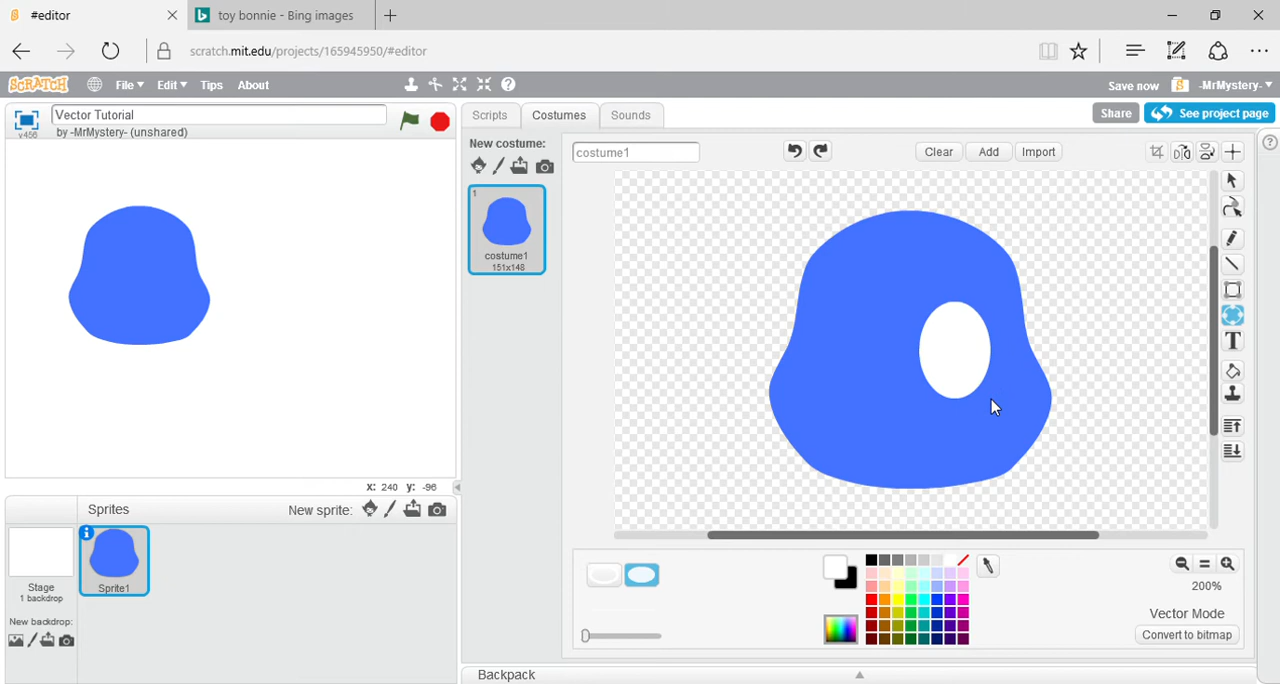 #editor
toy bonnie - Bing images
scratch.mit.edu/projects/165945950/#editor
SCRATCH
File
Edit
Tips
About
Save now
-MrMystery-
v456
Vector Tutorial
by -MrMystery- (unshared)
Scripts
Costumes
Sounds
Share
See project page
New costume:
costume1
Clear
Add
Import
1
costume1
151x148
T
x: 240 y: -96
Sprites
New sprite:
Stage
1 backdrop
Sprite1
New backdrop:
200%
Vector Mode
Convert to bitmap
Backpack